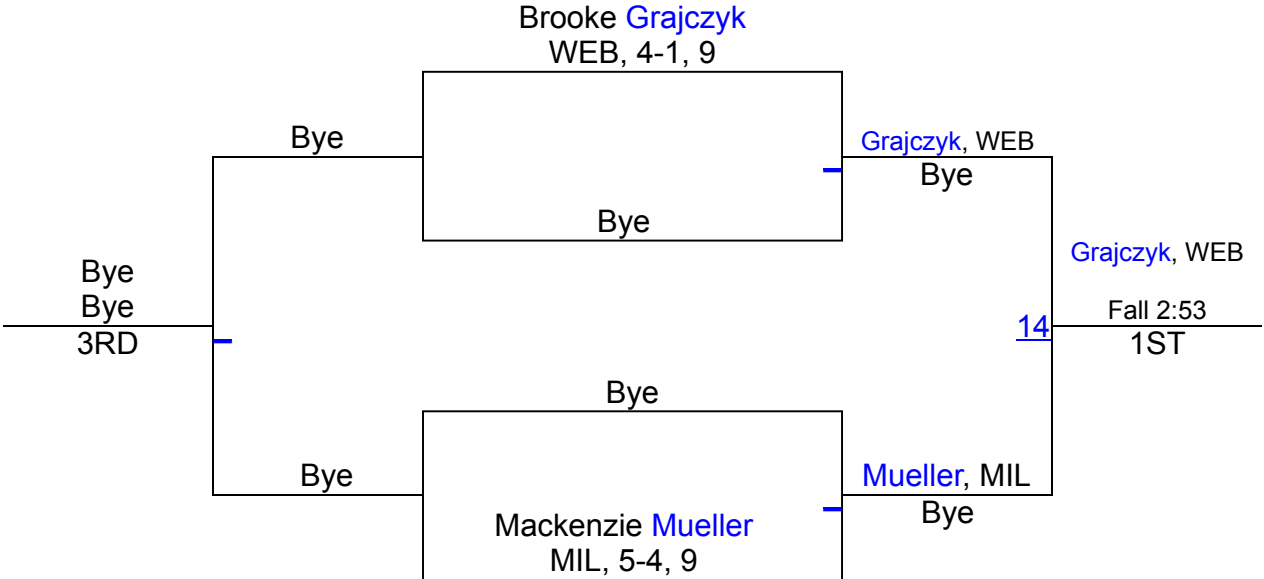 Brooke Grajczyk
WEB, 4-1, 9
Bye
Grajczyk, WEB
Bye
Bye
Grajczyk, WEB
Bye
Bye
3RD
14
Fall 2:53
1ST
Bye
Bye
Mueller, MIL
Bye
Mackenzie Mueller
MIL, 5-4, 9